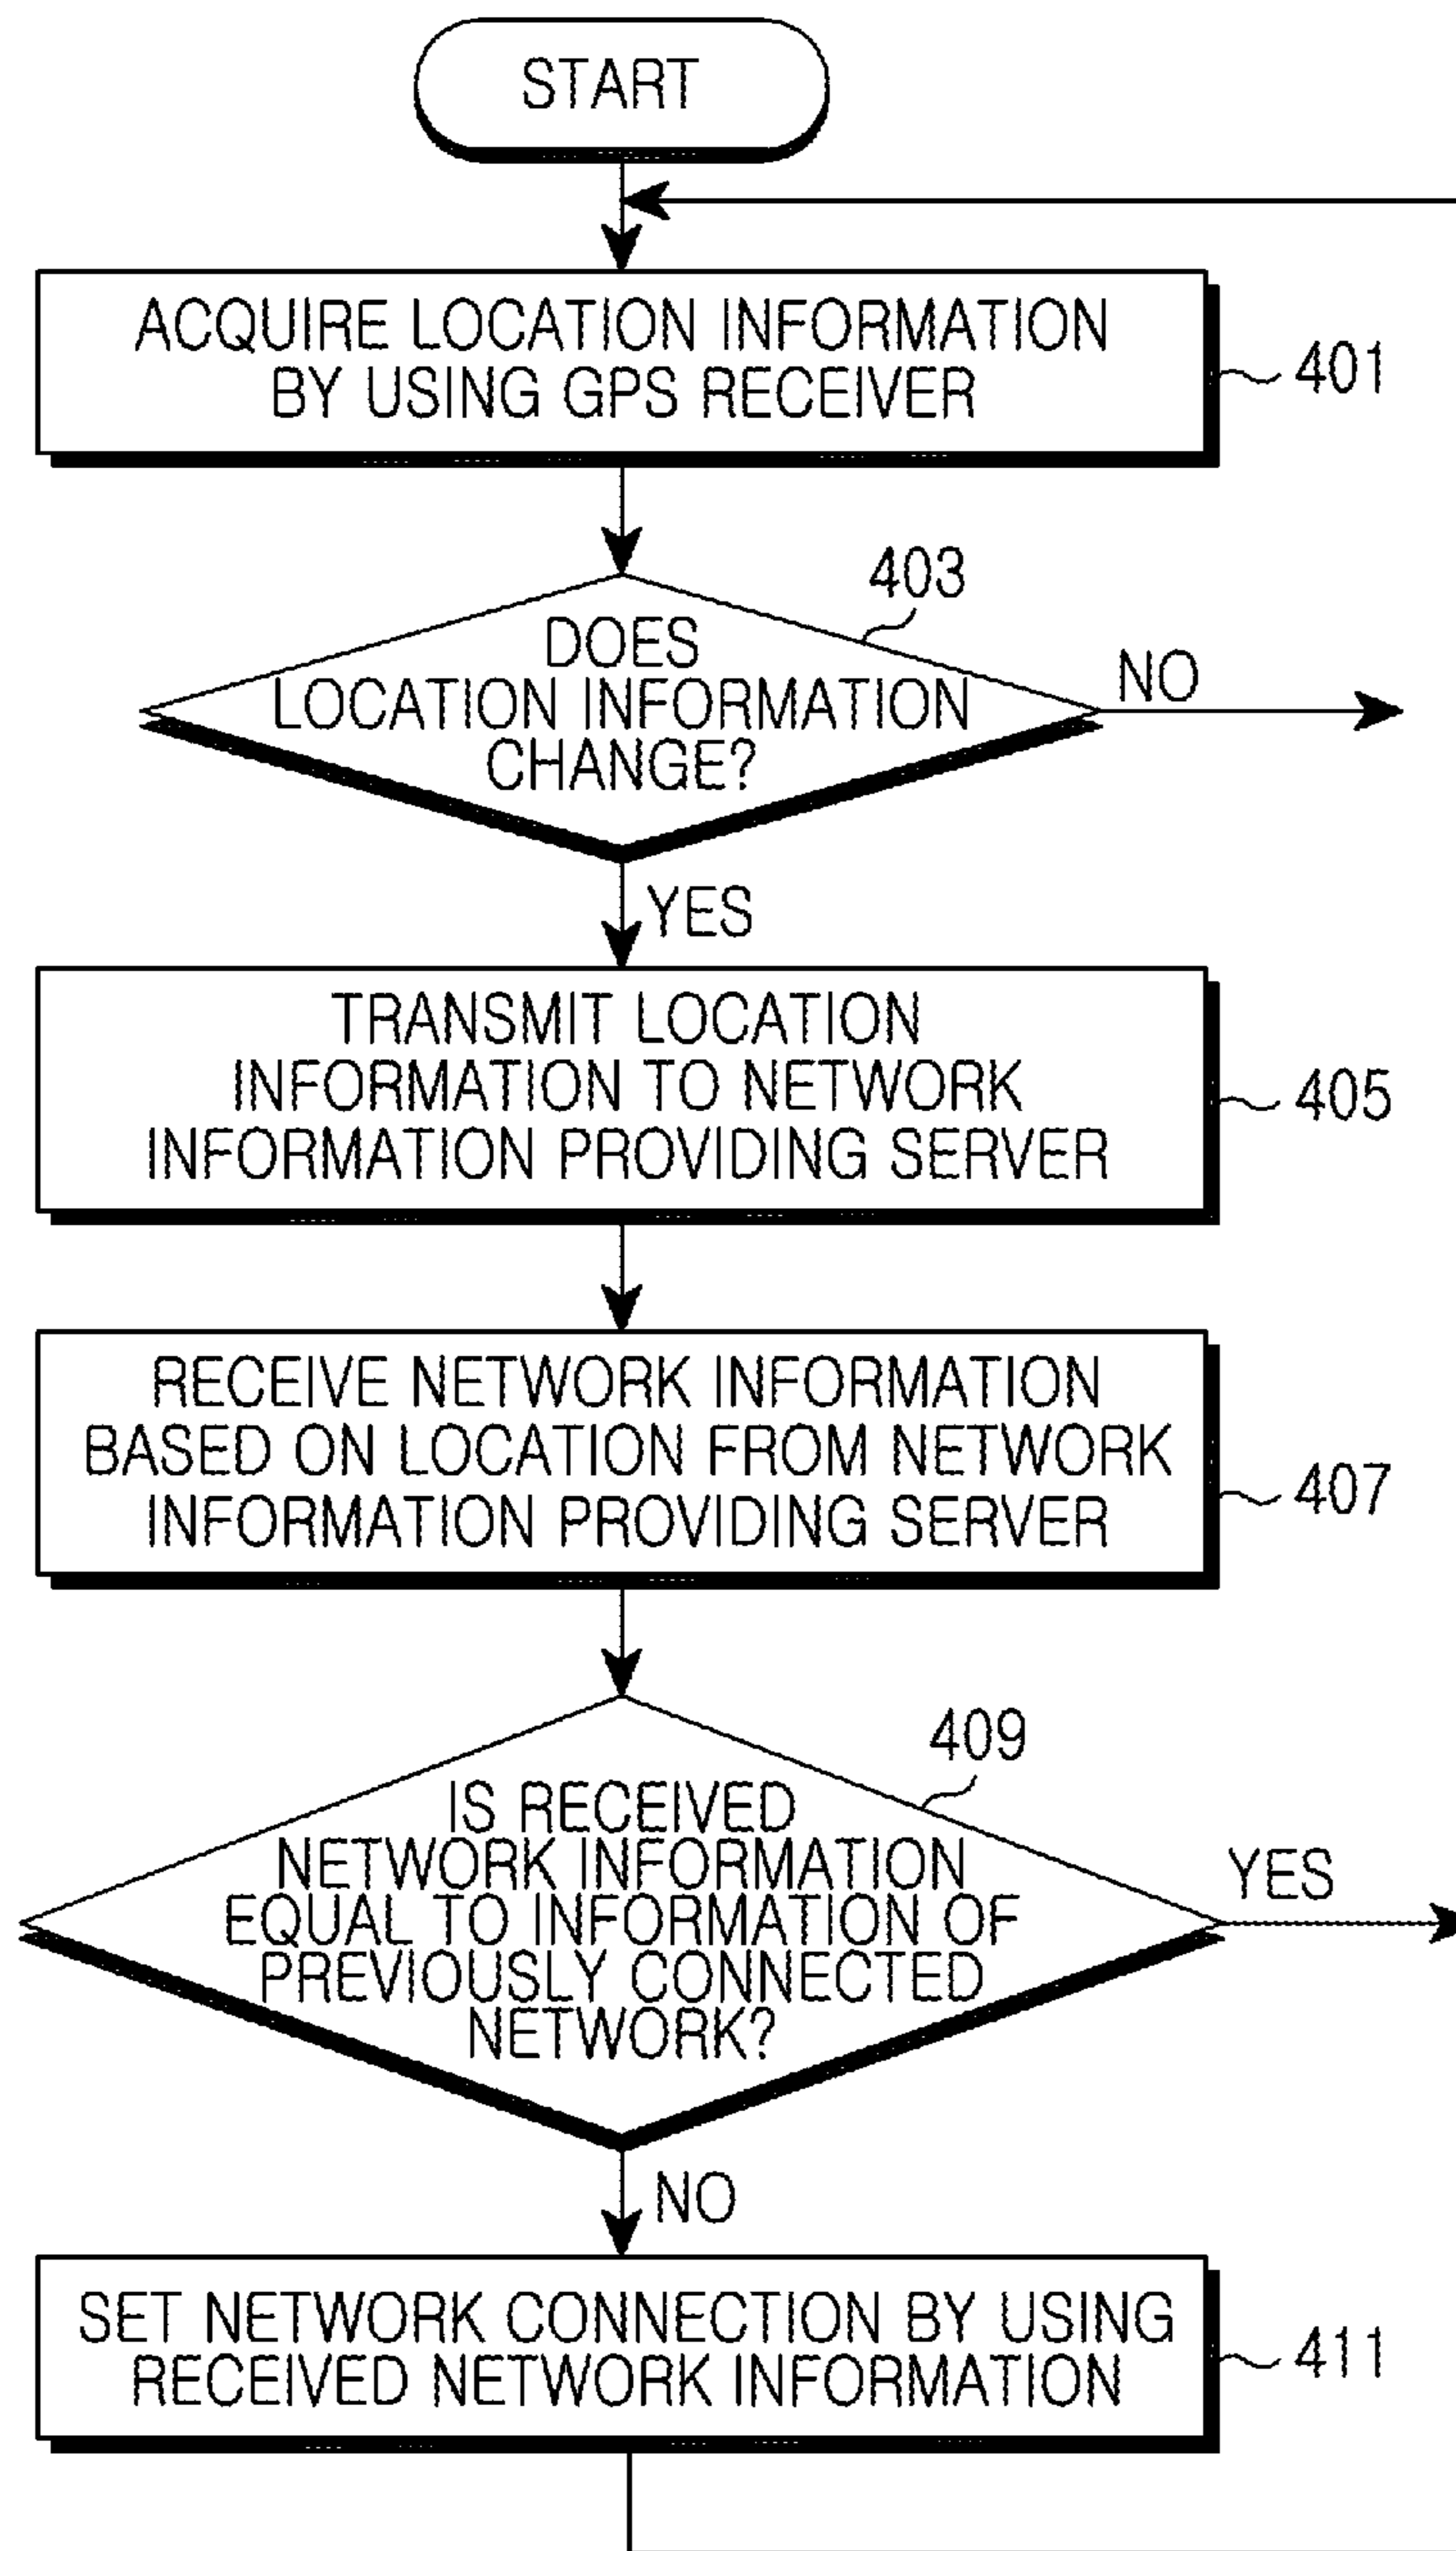 START
ACQUIRE LOCATION INFORMATION
BY USING GPS RECEIVER
401
403
DOES
LOCATION INFORMATION
CHANGE?
NO
YES
TRANSMIT LOCATION
INFORMATION TO NETWORK
INFORMATION PROVIDING SERVER
405
RECEIVE NETWORK INFORMATION
BASED ON LOCATION FROM NETWORK
INFORMATION PROVIDING SERVER
407
409
IS RECEIVED
NETWORK INFORMATION
EQUAL TO INFORMATION OF
PREVIOUSLY CONNECTED
NETWORK?
YES
NO
SET NETWORK CONNECTION BY USING
RECEIVED NETWORK INFORMATION
411